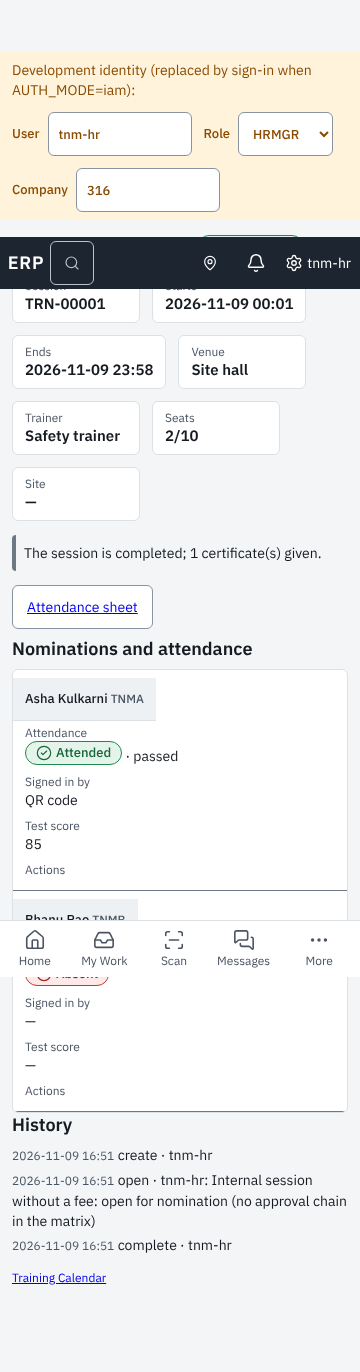 Development identity (replaced by sign-in when
AUTH_MODE=iam):
User tnm-hr Role HRMGR
Company 316
ERP tnm-hr
TRN-00001 2026-11-09 00:01
Ends Venue
2026-11-09 23:58 Site hall
Trainer Seats
Safety trainer 2/10
Site
—
The session is completed; 1 certificate(s) given.
Attendance sheet
Nominations and attendance
Asha Kulkarni TNMA
Attendance
Attended · passed
Signed in by
QR code
Test score
85
Actions
Bhanu Rao TNMB
Home My Work Scan Messages More
Absent
Signed in by
—
Test score
—
Actions
History
2026-11-09 16:51 create · tnm-hr
2026-11-09 16:51 open · tnm-hr: Internal session
without a fee: open for nomination (no approval chain
in the matrix)
2026-11-09 16:51 complete · tnm-hr
Training Calendar